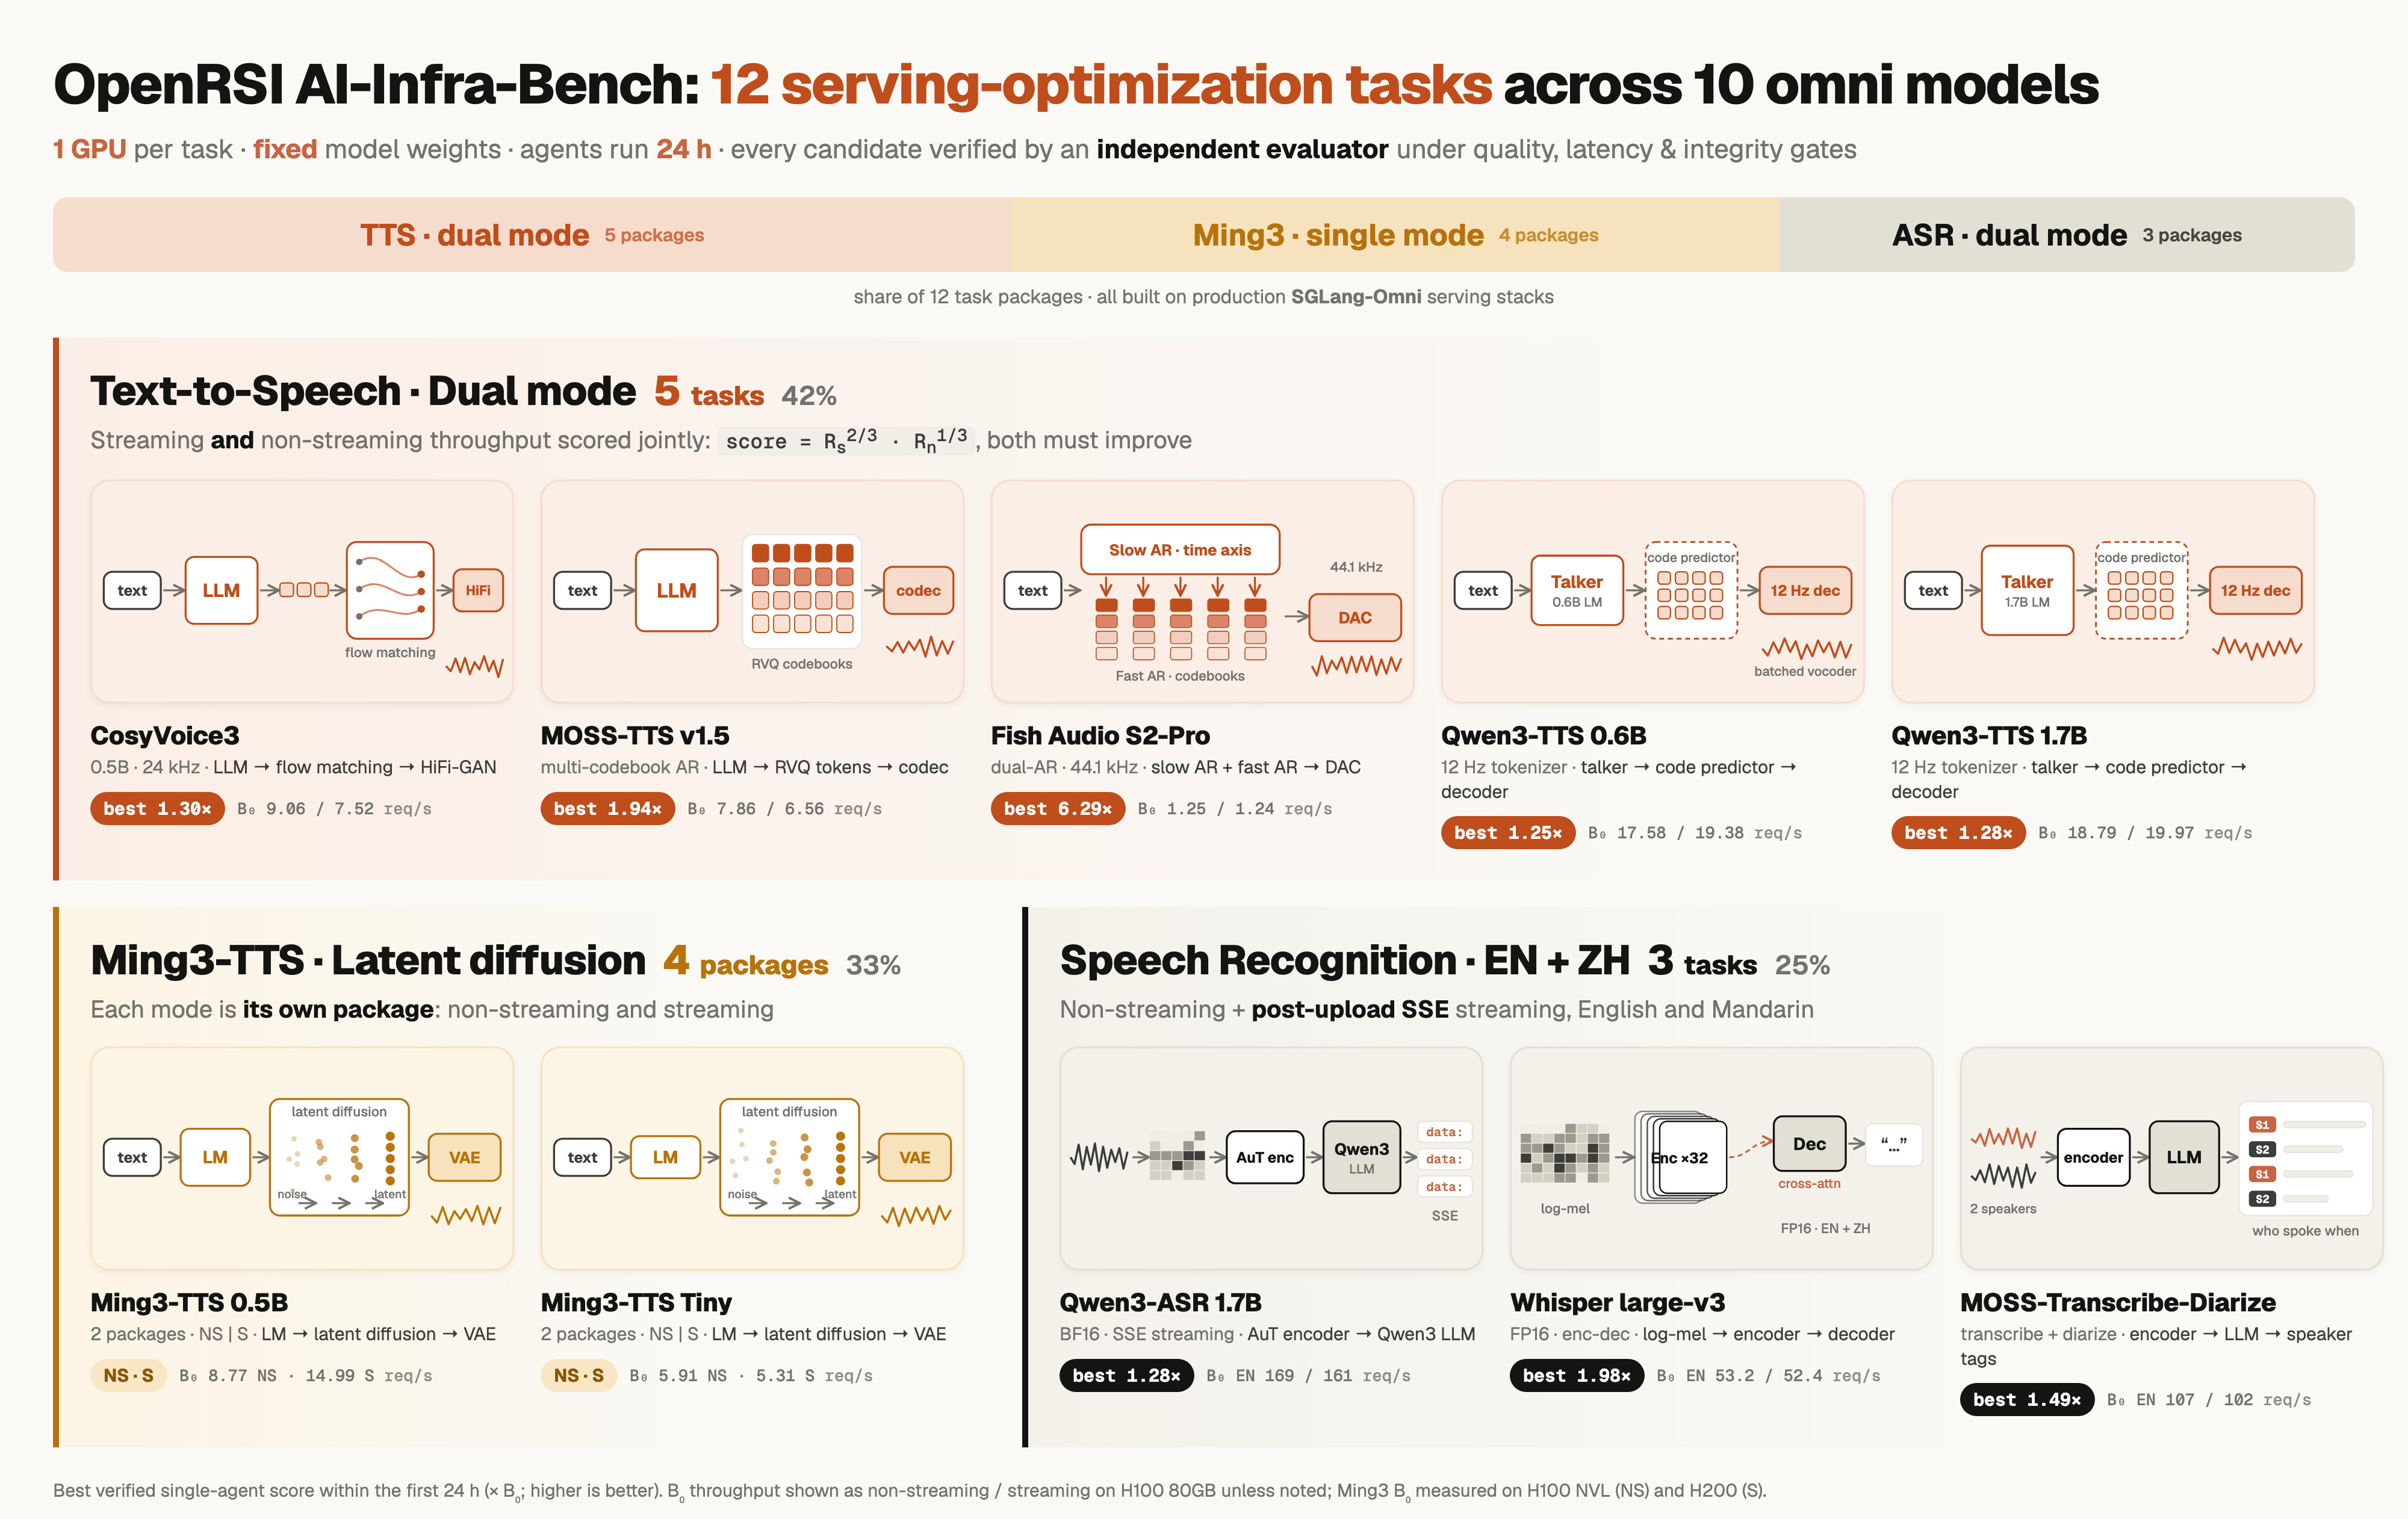 OpenRSI AI-Infra-Bench: 12 serving-optimization tasks across 10 omni models
1 GPU per task · fixed model weights · agents run 24 h · every candidate verified by an independent evaluator under quality, latency & integrity gates
TTS · dual mode 5 packages
Ming3 · single mode 4 packages
ASR · dual mode 3 packages
share of 12 task packages · all built on production SGLang-Omni serving stacks
Text-to-Speech · Dual mode 5 tasks 42%
Streaming and non-streaming throughput scored jointly: score = Rs^2/3 · Rn^1/3, both must improve
text
LLM
flow matching
HiFi
CosyVoice3
0.5B · 24 kHz · LLM → flow matching → HiFi-GAN
best 1.30× B₀ 9.06 / 7.52 req/s
text
LLM
RVQ codebooks
codec
MOSS-TTS v1.5
multi-codebook AR · LLM → RVQ tokens → codec
best 1.94× B₀ 7.86 / 6.56 req/s
text
Slow AR · time axis
Fast AR · codebooks
44.1 kHz
DAC
Fish Audio S2-Pro
dual-AR · 44.1 kHz · slow AR + fast AR → DAC
best 6.29× B₀ 1.25 / 1.24 req/s
text
Talker
0.6B LM
code predictor
12 Hz dec
batched vocoder
Qwen3-TTS 0.6B
12 Hz tokenizer · talker → code predictor →
decoder
best 1.25× B₀ 17.58 / 19.38 req/s
text
Talker
1.7B LM
code predictor
12 Hz dec
Qwen3-TTS 1.7B
12 Hz tokenizer · talker → code predictor →
decoder
best 1.28× B₀ 18.79 / 19.97 req/s
Ming3-TTS · Latent diffusion 4 packages 33%
Each mode is its own package: non-streaming and streaming
text
LM
latent diffusion
noise
latent
VAE
Ming3-TTS 0.5B
2 packages · NS | S · LM → latent diffusion → VAE
NS · S B₀ 8.77 NS · 14.99 S req/s
text
LM
latent diffusion
noise
latent
VAE
Ming3-TTS Tiny
2 packages · NS | S · LM → latent diffusion → VAE
NS · S B₀ 5.91 NS · 5.31 S req/s
Speech Recognition · EN + ZH 3 tasks 25%
Non-streaming + post-upload SSE streaming, English and Mandarin
AuT enc
Qwen3
LLM
data:
data:
data:
SSE
Qwen3-ASR 1.7B
BF16 · SSE streaming · AuT encoder → Qwen3 LLM
best 1.28× B₀ EN 169 / 161 req/s
log-mel
Enc ×32
Dec
cross-attn
“…”
FP16 · EN + ZH
Whisper large-v3
FP16 · enc-dec · log-mel → encoder → decoder
best 1.98× B₀ EN 53.2 / 52.4 req/s
2 speakers
encoder
LLM
S1
S2
S1
S2
who spoke when
MOSS-Transcribe-Diarize
transcribe + diarize · encoder → LLM → speaker
tags
best 1.49× B₀ EN 107 / 102 req/s
Best verified single-agent score within the first 24 h (× B₀; higher is better). B₀ throughput shown as non-streaming / streaming on H100 80GB unless noted; Ming3 B₀ measured on H100 NVL (NS) and H200 (S).